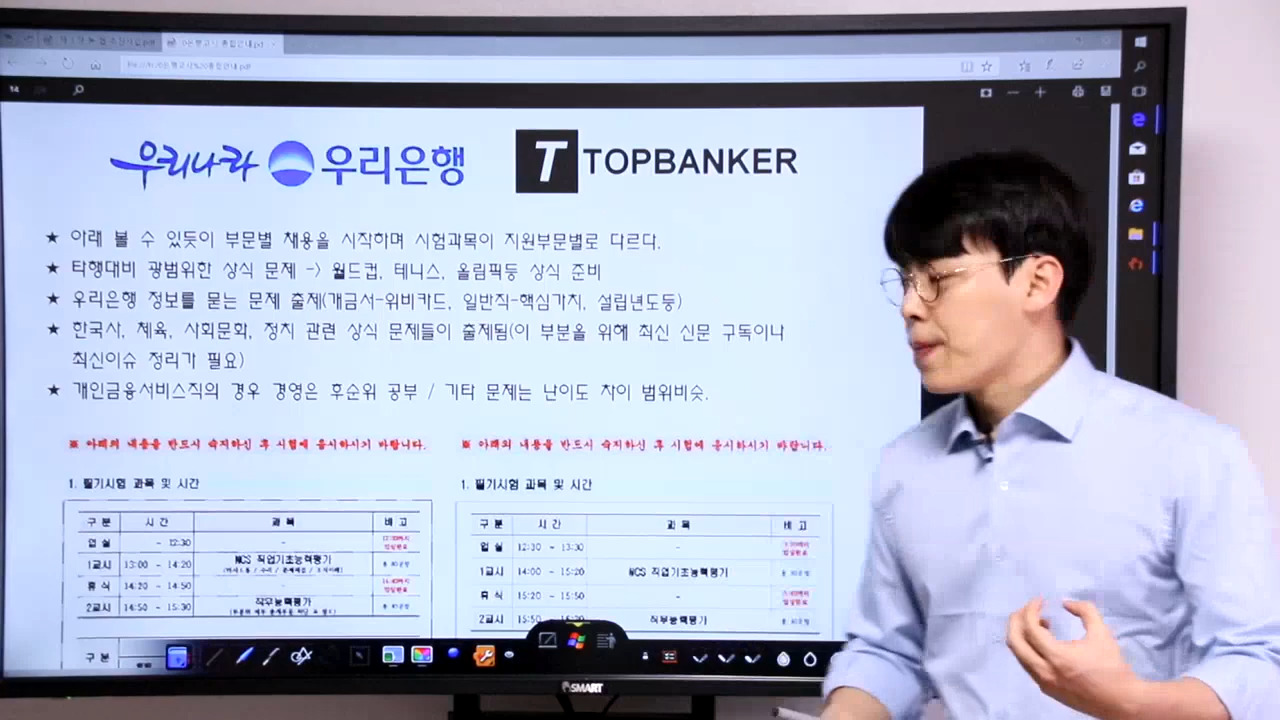 14
우리나라 우리은행 T TOPBANKER
★ 아래 볼 수 있듯이 부문별 채용을 시작하며 시험과목이 지원부문별로 다르다.
★ 타행대비 광범위한 상식 문제 -> 월드컵, 테니스, 올림픽등 상식 준비
★ 우리은행 정보를 묻는 문제 출제(개금서-위비카드, 일반직-핵심가치, 설립년도등)
★ 한국사, 체육, 사회문화, 정치 관련 상식 문제들이 출제됨(이 부분을 위해 최신 신문 구독이나
최신이슈 정리가 필요)
★ 개인금융서비스직의 경우 경영은 후순위 공부 / 기타 문제는 난이도 차이 범위비슷.
※ 아래의 내용을 반드시 숙지하신 후 시험에 응시하시기 바랍니다.
※ 아래의 내용을 반드시 숙지하신 후 시험에 응시하시기 바랍니다.
1. 필기시험 과목 및 시간
1. 필기시험 과목 및 시간
구 분 시 간 과 목 비 고
입 실 ~ 12:30 -
1교시 13:00 ~ 14:20 NCS 직업기초능력평가
휴 식 14:20 ~ 14:50 -
2교시 14:50 ~ 15:30 직무능력평가
구 분
구 분 시 간 과 목 비 고
입 실 12:30 ~ 13:30 -
1교시 14:00 ~ 15:20 NCS 직업기초능력평가
휴 식 15:20 ~ 15:50 -
2교시 직무능력평가
SMART